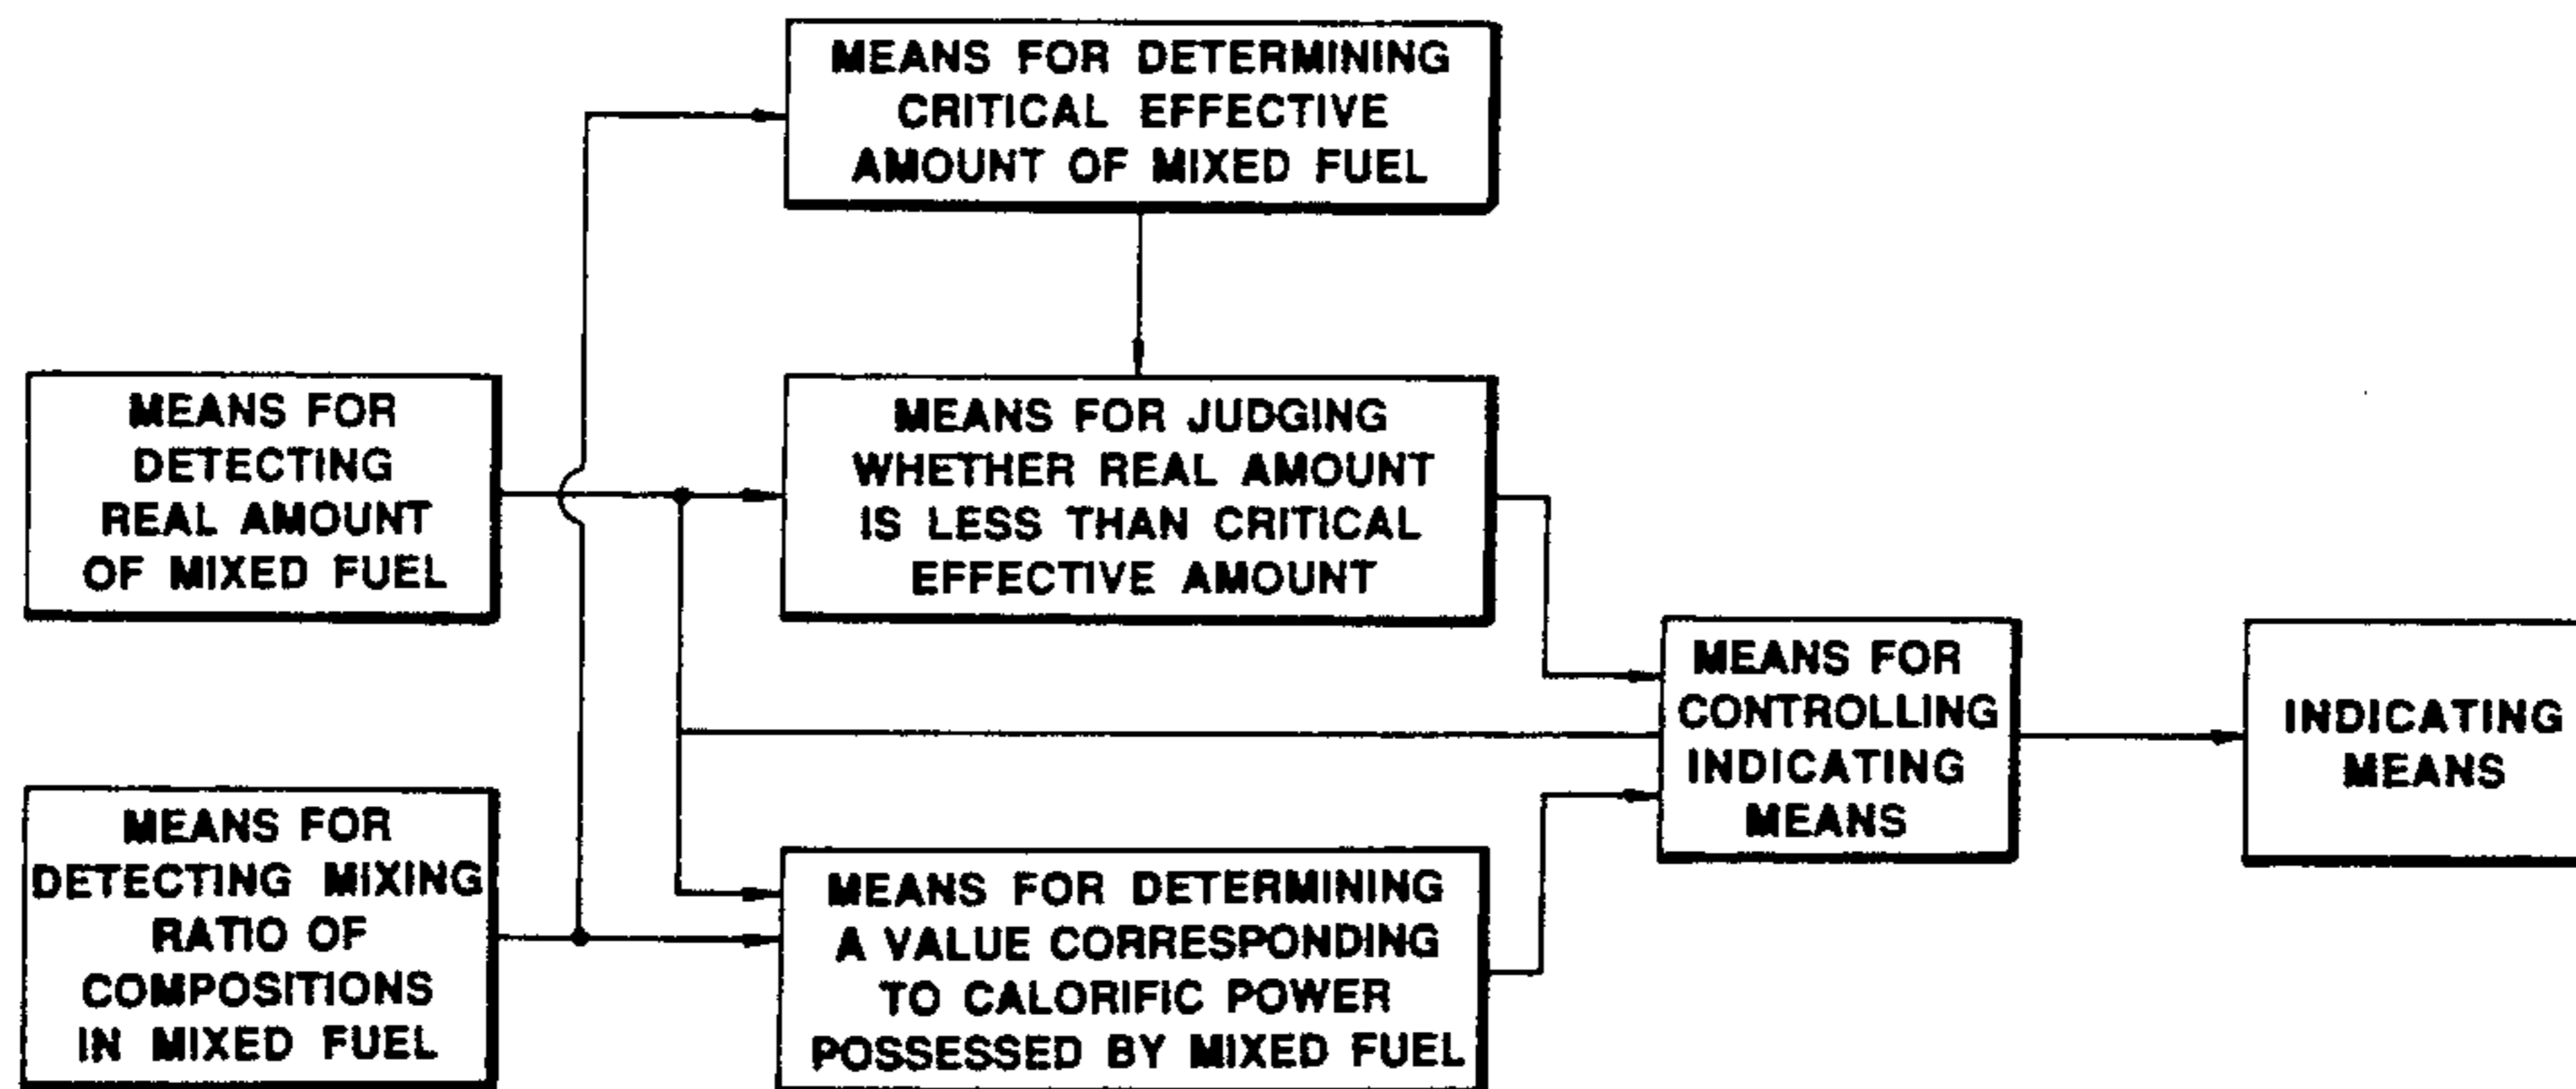 MEANS FOR DETERMINING
CRITICAL EFFECTIVE
AMOUNT OF MIXED FUEL
MEANS FOR
DETECTING
REAL AMOUNT
OF MIXED FUEL
MEANS FOR JUDGING
WHETHER REAL AMOUNT
IS LESS THAN CRITICAL
EFFECTIVE AMOUNT
MEANS FOR
DETECTING MIXING
RATIO OF
COMPOSITIONS
IN MIXED FUEL
MEANS FOR DETERMINING
A VALUE CORRESPONDING
TO CALORIFIC POWER
POSSESSED BY MIXED FUEL
MEANS FOR
CONTROLLING
INDICATING
MEANS
INDICATING
MEANS